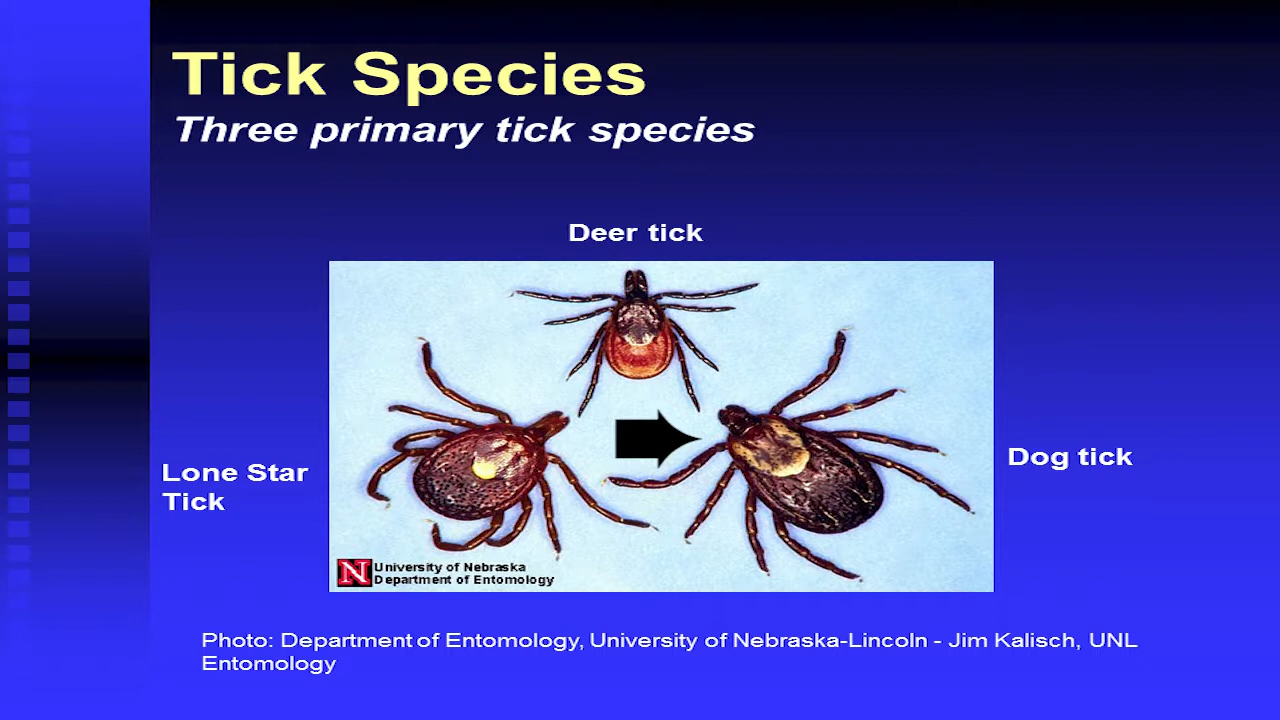 Tick Species
Three primary tick species
Deer tick
Lone Star
Tick
Dog tick
N
University of Nebraska
Department of Entomology
Photo: Department of Entomology, University of Nebraska-Lincoln - Jim Kalisch, UNL
Entomology